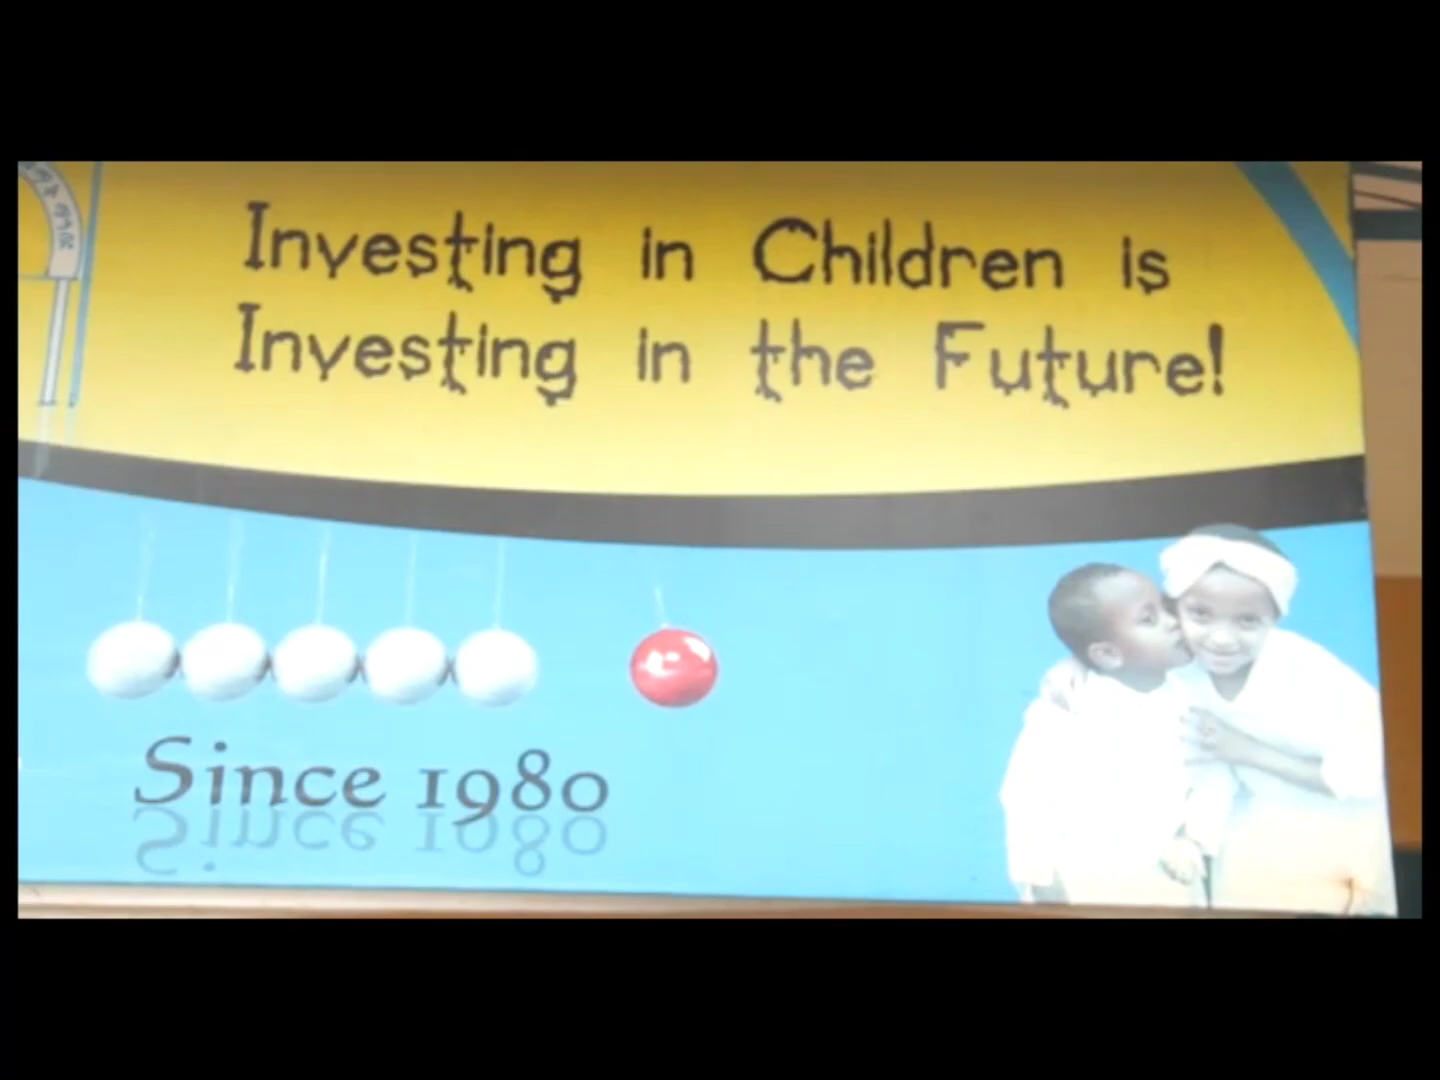 Investing in Children is
Investing in the Future!
Since 1980